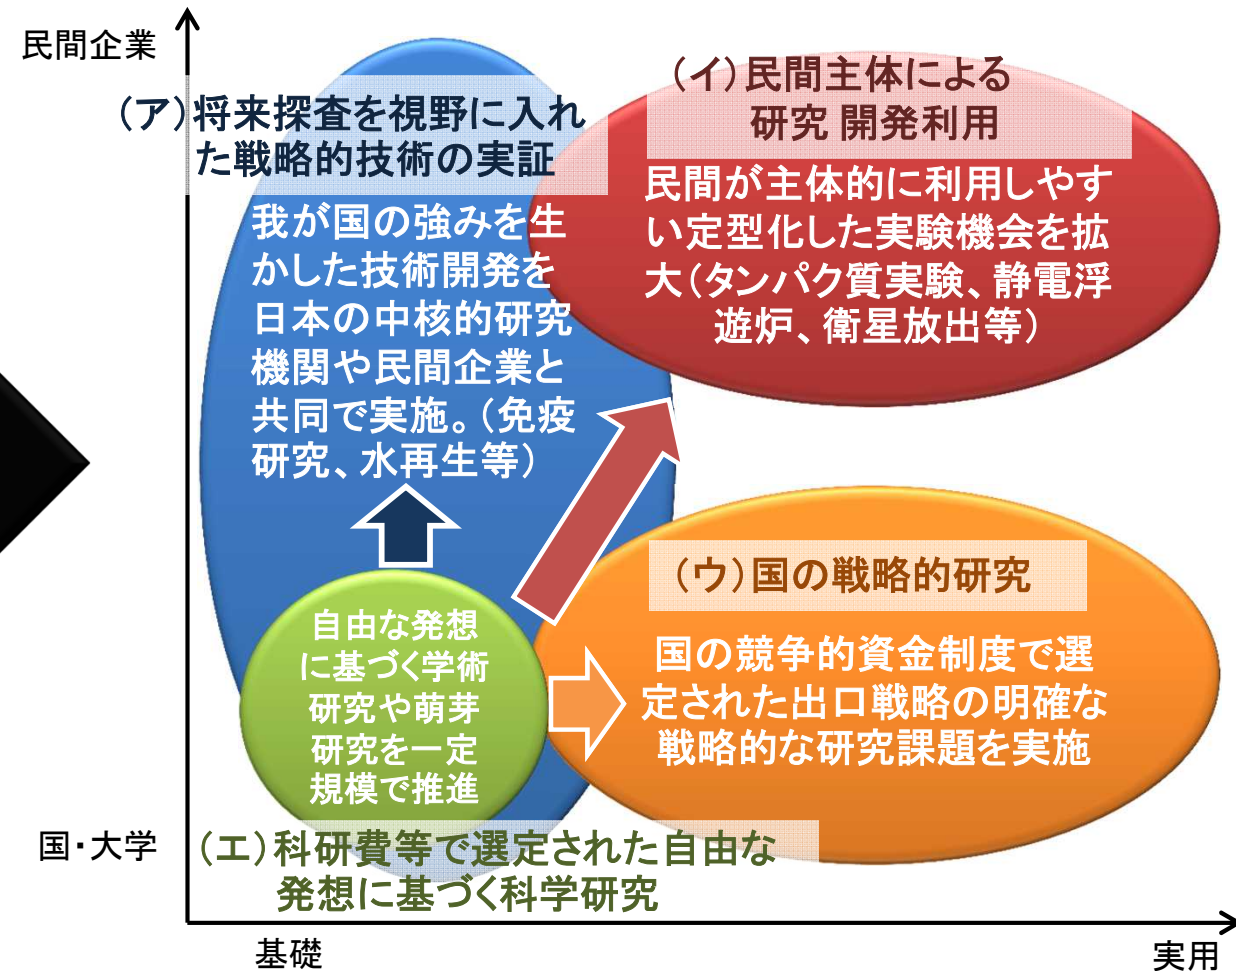 民間企業
(ア)将来探査を視野に入れ
た戦略的技術の実証
我が国の強みを生
かした技術開発を
日本の中核的研究
機関や民間企業と
共同で実施。(免疫
研究、水再生等)
(イ)民間主体による
研究 開発利用
民間が主体的に利用しやす
い定型化した実験機会を拡
大(タンパク質実験、静電浮
遊炉、衛星放出等)
(ウ)国の戦略的研究
国の競争的資金制度で選
定された出口戦略の明確な
戦略的な研究課題を実施
自由な発想
に基づく学術
研究や萌芽
研究を一定
規模で推進
国・大学
(エ)科研費等で選定された自由な
発想に基づく科学研究
基礎
実用